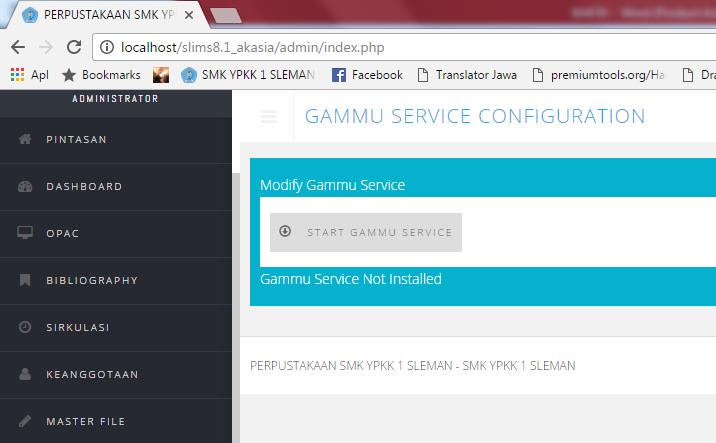 PERPUSTAKAAN SMK YP
localhost/slims8.1_akasia/admin/index.php
Apl Bookmarks SMK YPKK 1 SLEMAN Facebook Translator Jawa premiumtools.org/Ha Dra
ADMINISTRATOR
PINTASAN
DASHBOARD
OPAC
BIBLIOGRAPHY
SIRKULASI
KEANGGOTAAN
MASTER FILE
GAMMU SERVICE CONFIGURATION
Modify Gammu Service
START GAMMU SERVICE
Gammu Service Not Installed
PERPUSTAKAAN SMK YPKK 1 SLEMAN - SMK YPKK 1 SLEMAN